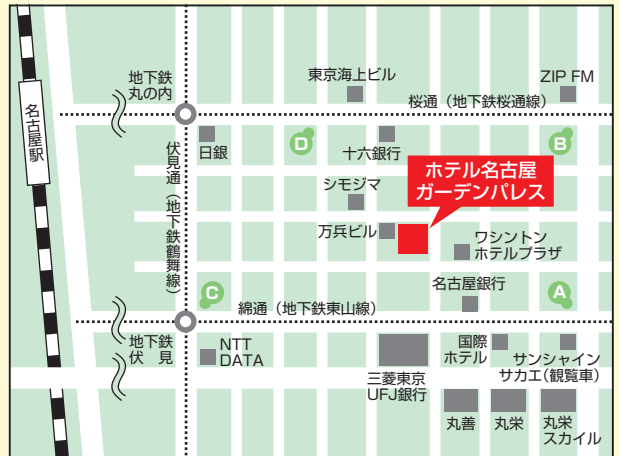 地下鉄
丸の内
東京海上ビル
ZIP FM
桜通（地下鉄桜通線）
名古屋駅
日銀
D
十六銀行
B
伏見通（地下鉄鶴舞線）
シモジマ
ホテル名古屋
ガーデンパレス
万兵ビル
ワシントン
ホテルプラザ
C
名古屋銀行
A
綿通（地下鉄東山線）
地下鉄
伏見
NTT
DATA
三菱東京
UFJ銀行
国際
ホテル
サンシャイン
サカエ（観覧車）
丸善
丸栄
丸栄
スカイル